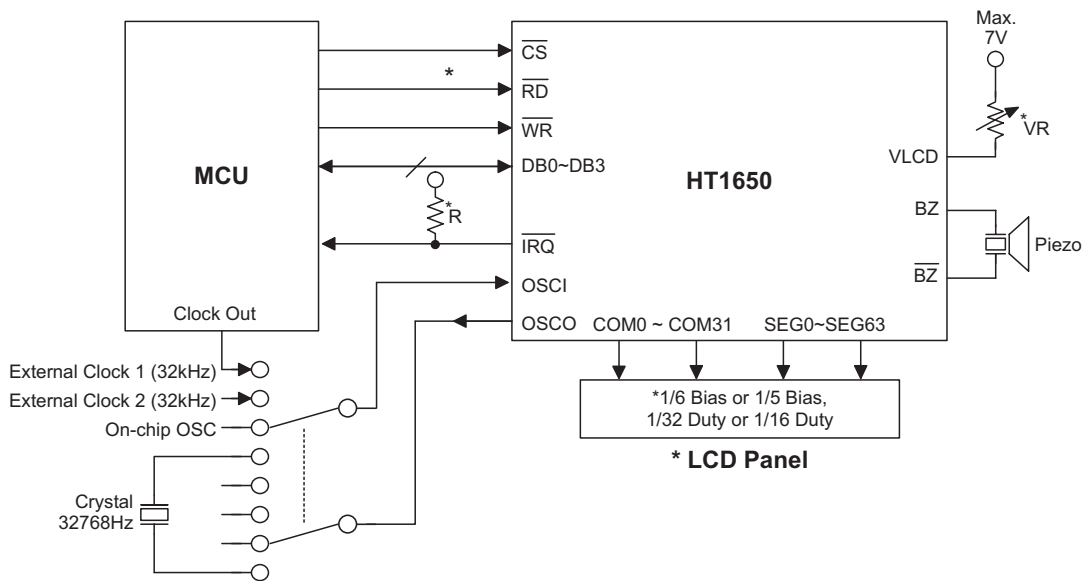 Max.
7V
CS
*
RD
*VR
WR
VLCD
DB0~DB3
MCU
HT1650
*R
BZ
IRQ
Piezo
BZ
OSCI
Clock Out
OSCO
COM0 ~ COM31
SEG0~SEG63
External Clock 1 (32kHz)
External Clock 2 (32kHz)
On-chip OSC
*1/6 Bias or 1/5 Bias,
1/32 Duty or 1/16 Duty
* LCD Panel
Crystal
32768Hz